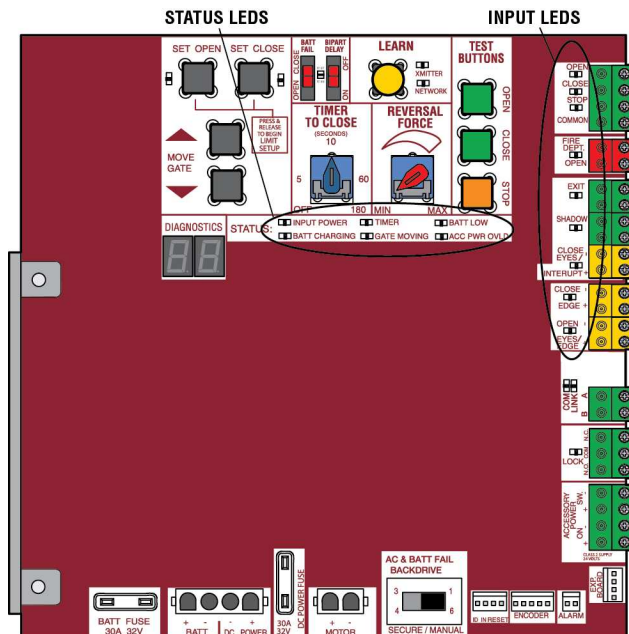 STATUS LEDS
INPUT LEDS
SET OPEN
SET CLOSE
PRESS &
RELEASE
TO BEGIN
LIMIT
SETUP
MOVE
GATE
BATT
FAIL
BIPART
DELAY
OPEN CLOSE
OFF
ON
LEARN
XMITTER
NETWORK
TIMER
TO CLOSE
(SECONDS)
10
5
60
OFF
180
REVERSAL
FORCE
MIN
MAX
TEST
BUTTONS
OPEN
CLOSE
STOP
DIAGNOSTICS
STATUS:
INPUT POWER
TIMER
BATT LOW
BATT CHARGING
GATE MOVING
ACC PWR OVLD
OPEN
CLOSE
STOP
COMMON
FIRE
DEPT.
OPEN
EXIT
SHADOW
CLOSE
EYES/ -
INTERUPT +
CLOSE -
EDGE +
OPEN -
EYES/
EDGE +
COM
LINK
A
B
LOCK
N.C.
COM
N.O.
ACCESSORY
POWER
SW.
ON
- + - +
CLASS 2 SUPPLY
24 VOLTS
EXP.
BOARD
BATT FUSE
30A 32V
+ - - +
BATT
DC POWER
DC POWER FUSE
30A
32V
+ -
MOTOR
AC & BATT FAIL
BACKDRIVE
3 1
4 6
SECURE / MANUAL
ID IN RESET
ENCODER
ALARM